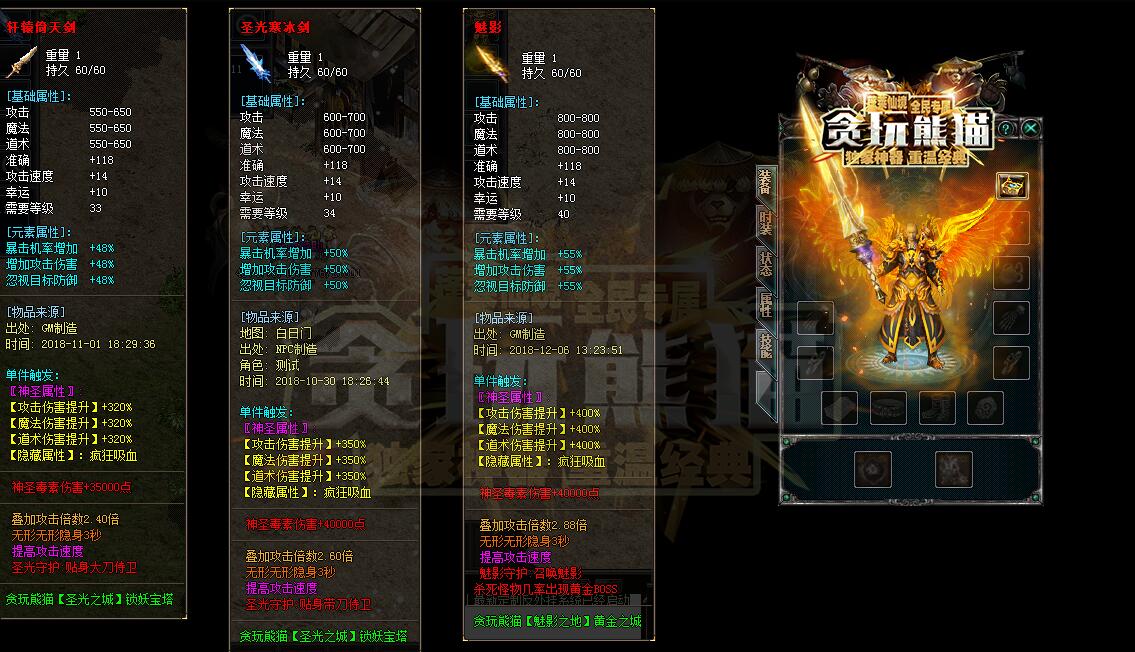 轩辕倚天剑
重量 1
持久 60/60
[基础属性]:
攻击 550-650
魔法 550-650
道术 550-650
准确 +118
攻击速度 +14
幸运 +10
需要等级 33
[元素属性]:
暴击机率增加 +48%
增加攻击伤害 +48%
忽视目标防御 +48%
[物品来源]
出处: GM制造
时间: 2018-11-01 18:29:36
单件触发:
〖神圣属性〗
【攻击伤害提升】+320%
【魔法伤害提升】+320%
【道术伤害提升】+320%
【隐藏属性】: 疯狂吸血
神圣毒素伤害+35000点
叠加攻击倍数2.40倍
无形无形隐身3秒
提高攻击速度
圣光守护:贴身大刀侍卫
贪玩熊猫【圣光之城】锁妖宝塔
圣光寒冰剑
重量 1
持久 60/60
[基础属性]:
攻击 600-700
魔法 600-700
道术 600-700
准确 +118
攻击速度 +14
幸运 +10
需要等级 34
[元素属性]:
暴击机率增加 +50%
增加攻击伤害 +50%
忽视目标防御 +50%
[物品来源]
地图: 白日门
出处: NPC制造
角色: 测试
时间: 2018-10-30 18:26:44
单件触发:
〖神圣属性〗
【攻击伤害提升】+350%
【魔法伤害提升】+350%
【道术伤害提升】+350%
【隐藏属性】: 疯狂吸血
神圣毒素伤害+40000点
叠加攻击倍数2.60倍
无形无形隐身3秒
提高攻击速度
圣光守护:贴身带刀侍卫
贪玩熊猫【圣光之城】锁妖宝塔
魅影
重量 1
持久 60/60
[基础属性]:
攻击 800-800
魔法 800-800
道术 800-800
准确 +118
攻击速度 +14
幸运 +10
需要等级 40
[元素属性]:
暴击机率增加 +55%
增加攻击伤害 +55%
忽视目标防御 +55%
[物品来源]
出处: GM制造
时间: 2018-12-06 13:23:51
单件触发:
〖神圣属性〗
【攻击伤害提升】+400%
【魔法伤害提升】+400%
【道术伤害提升】+400%
【隐藏属性】: 疯狂吸血
神圣毒素伤害+40000点
叠加攻击倍数2.88倍
无形无形隐身3秒
提高攻击速度
魅影守护:召唤魅影
杀死怪物几率出现黄金BOSS
贪玩熊猫【魅影之地】黄金之城
全民专属
贪玩熊猫
独家神器 重温经典
装备
时装
状态
属性
技能